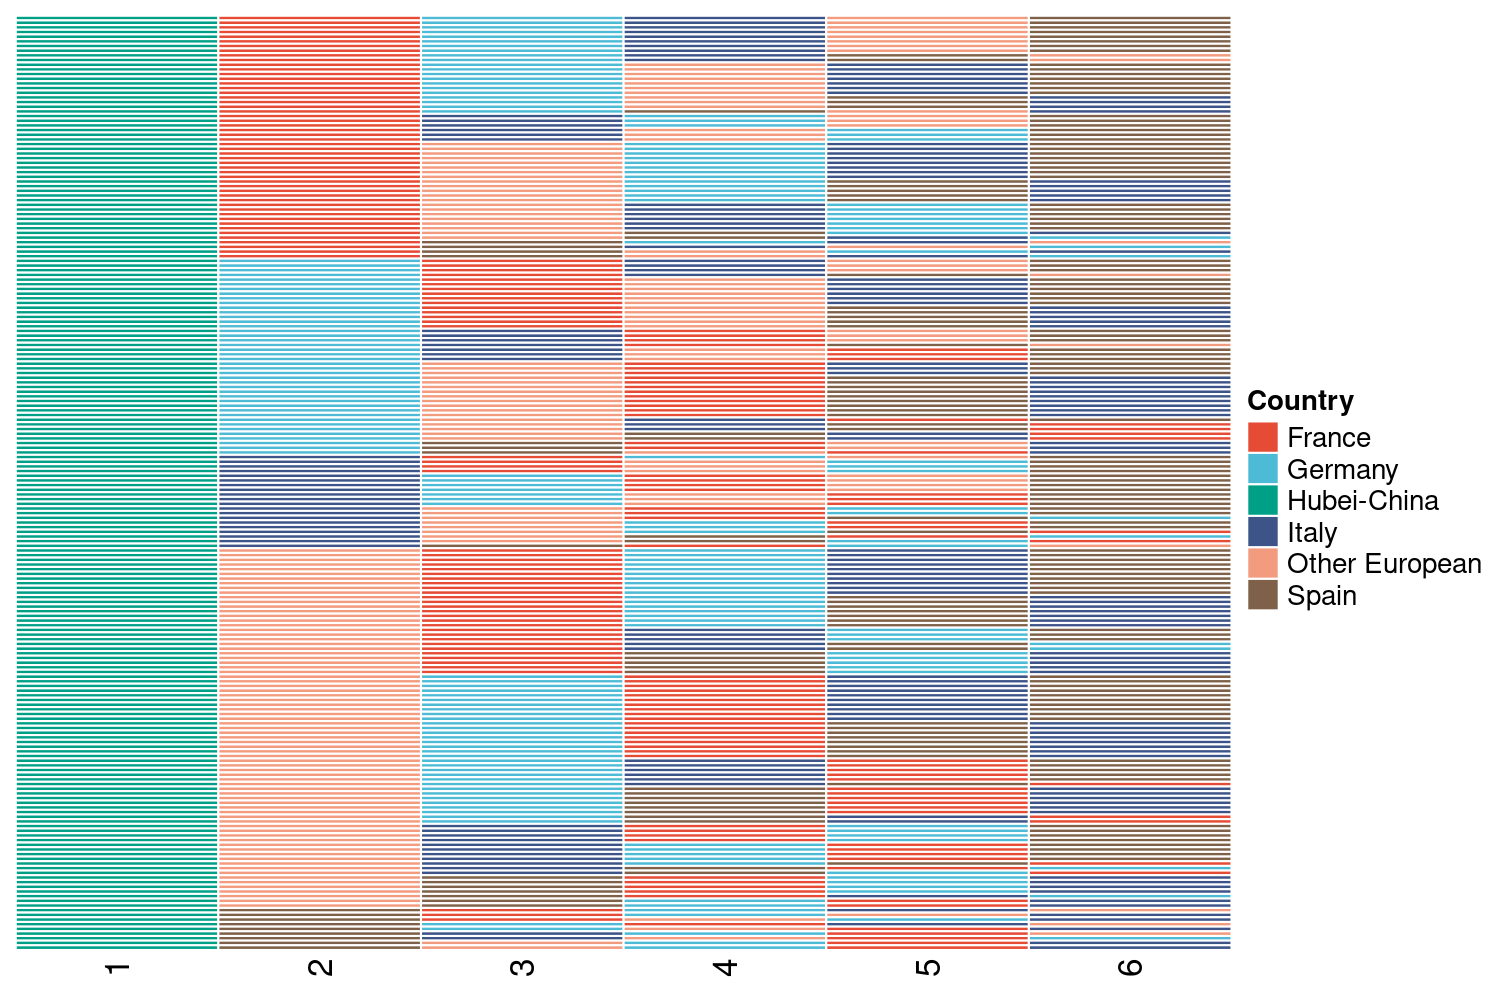 Country
France
Germany
Hubei-China
Italy
Other European
Spain
1 2 3 4 5 6